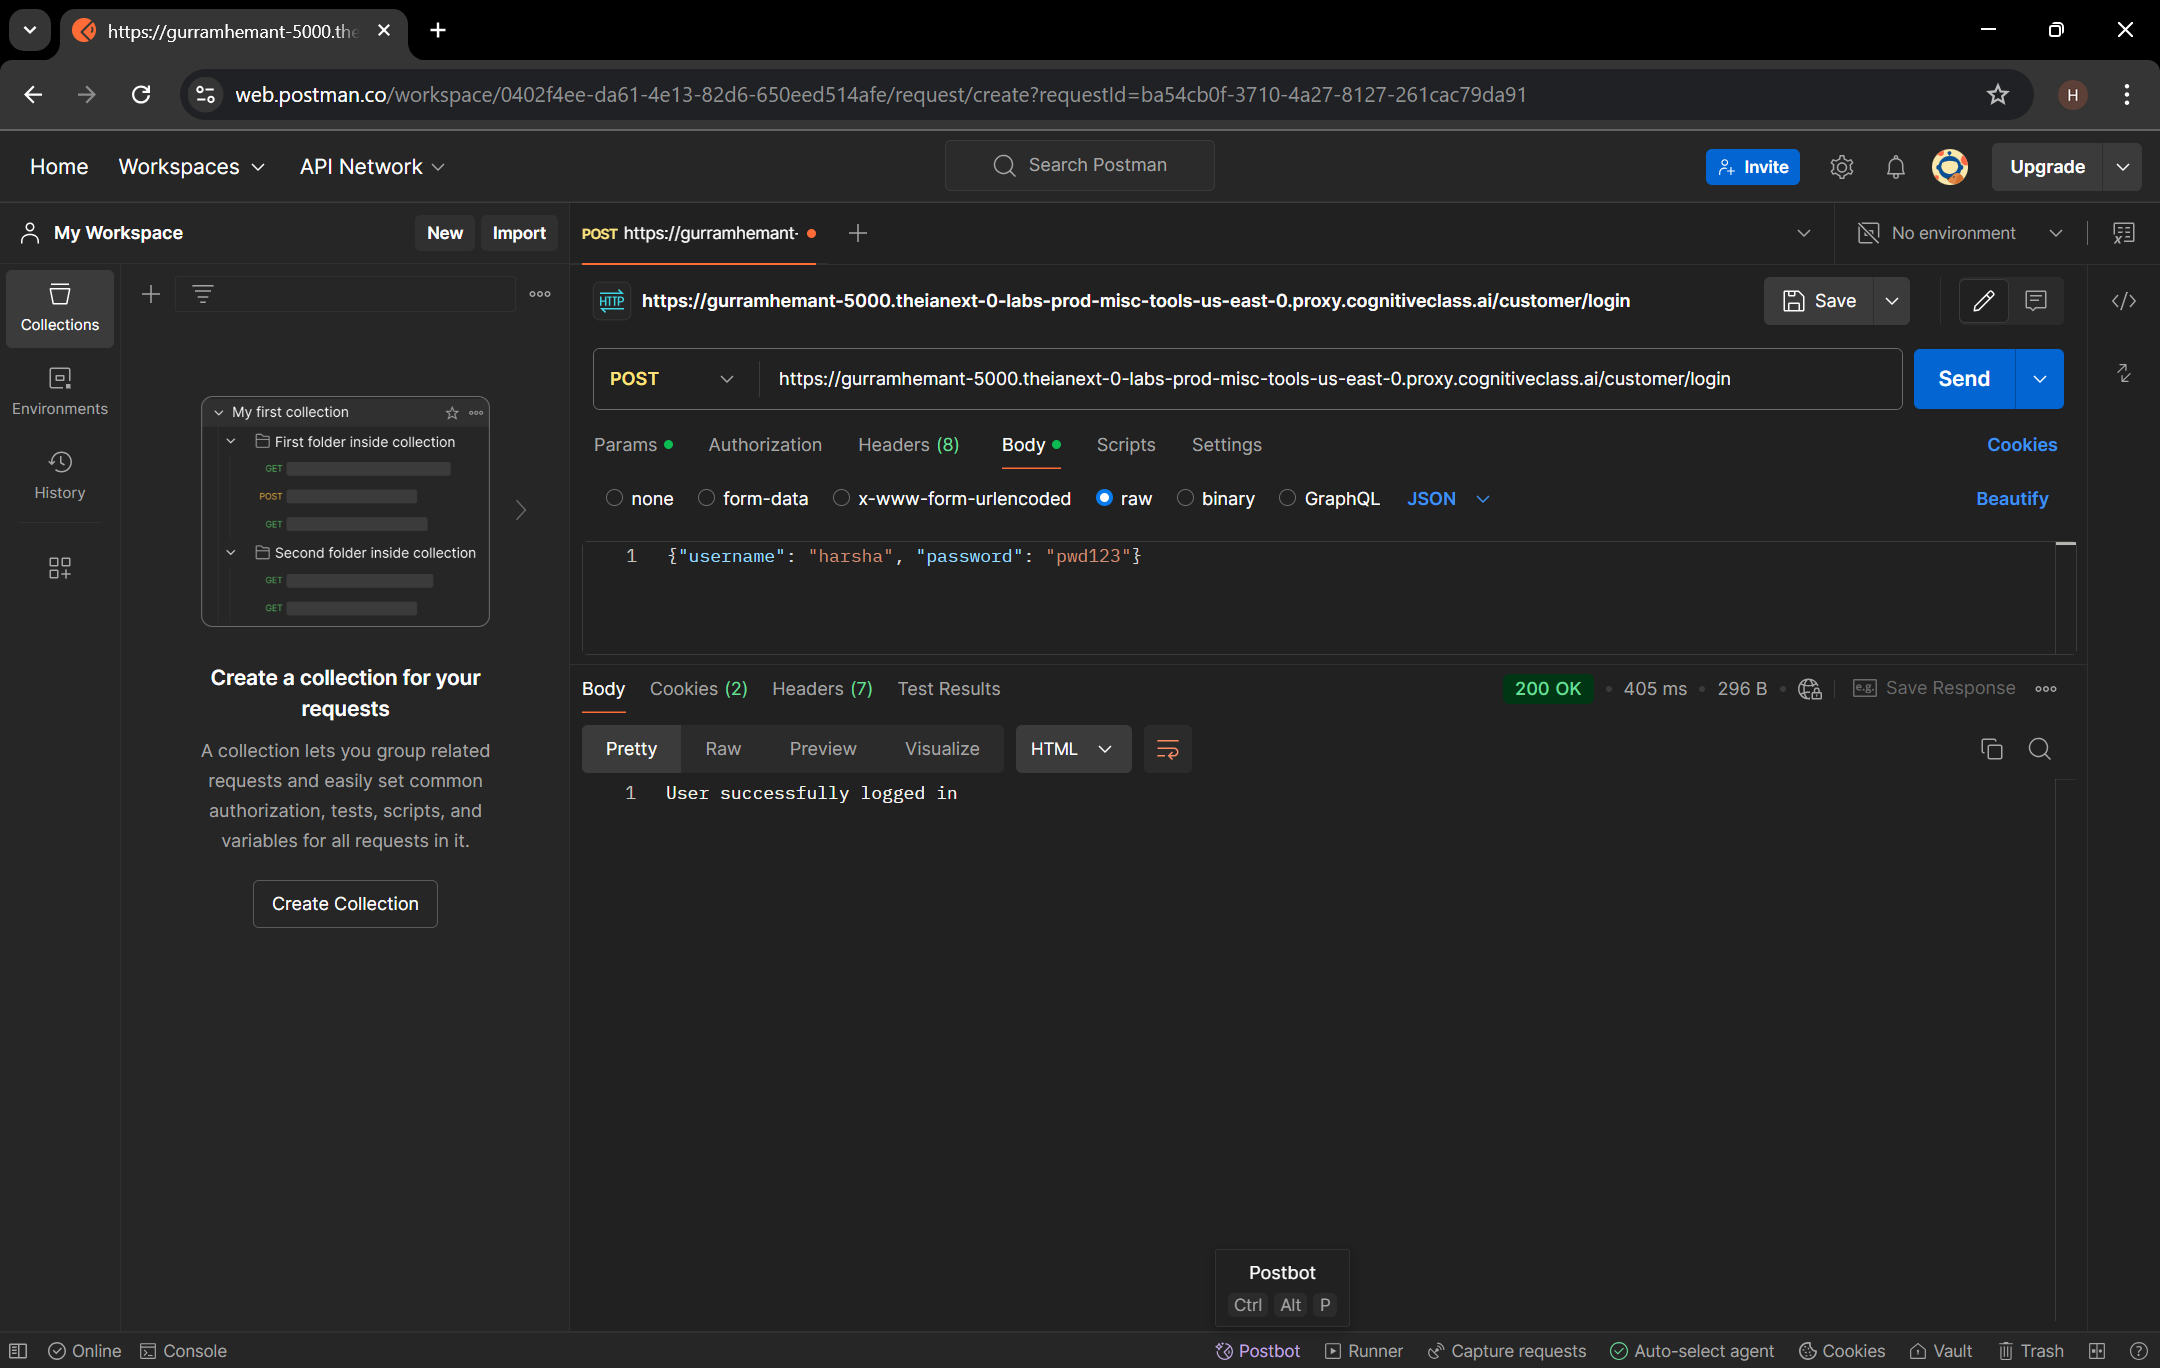 https://gurramhemant-5000.the
web.postman.co/workspace/0402f4ee-da61-4e13-82d6-650eed514afe/request/create?requestId=ba54cb0f-3710-4a27-8127-261cac79da91
H
Home Workspaces API Network Search Postman Invite Upgrade
My Workspace New Import POST https://gurramhemant- No environment
Collections
Environments
History
My first collection
First folder inside collection
GET
POST
GET
Second folder inside collection
GET
GET
Create a collection for your
requests
A collection lets you group related
requests and easily set common
authorization, tests, scripts, and
variables for all requests in it.
Create Collection
HTTP https://gurramhemant-5000.theianext-0-labs-prod-misc-tools-us-east-0.proxy.cognitiveclass.ai/customer/login Save
POST https://gurramhemant-5000.theianext-0-labs-prod-misc-tools-us-east-0.proxy.cognitiveclass.ai/customer/login Send
Params Authorization Headers (8) Body Scripts Settings Cookies
none form-data x-www-form-urlencoded raw binary GraphQL JSON Beautify
1 {"username": "harsha", "password": "pwd123"}
Body Cookies (2) Headers (7) Test Results 200 OK 405 ms 296 B e.g. Save Response
Pretty Raw Preview Visualize HTML
1 User successfully logged in
Postbot
Ctrl Alt P
Online Console Postbot Runner Capture requests Auto-select agent Cookies Vault Trash